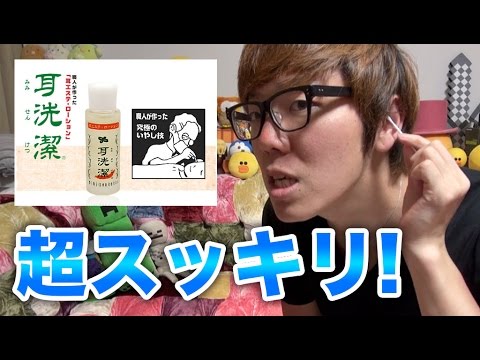 職人が作った
「耳エステ・ローション」
耳洗潔®
みみせんけつ
耳洗潔
職人が作った
究極の
いやし技
超スッキリ!